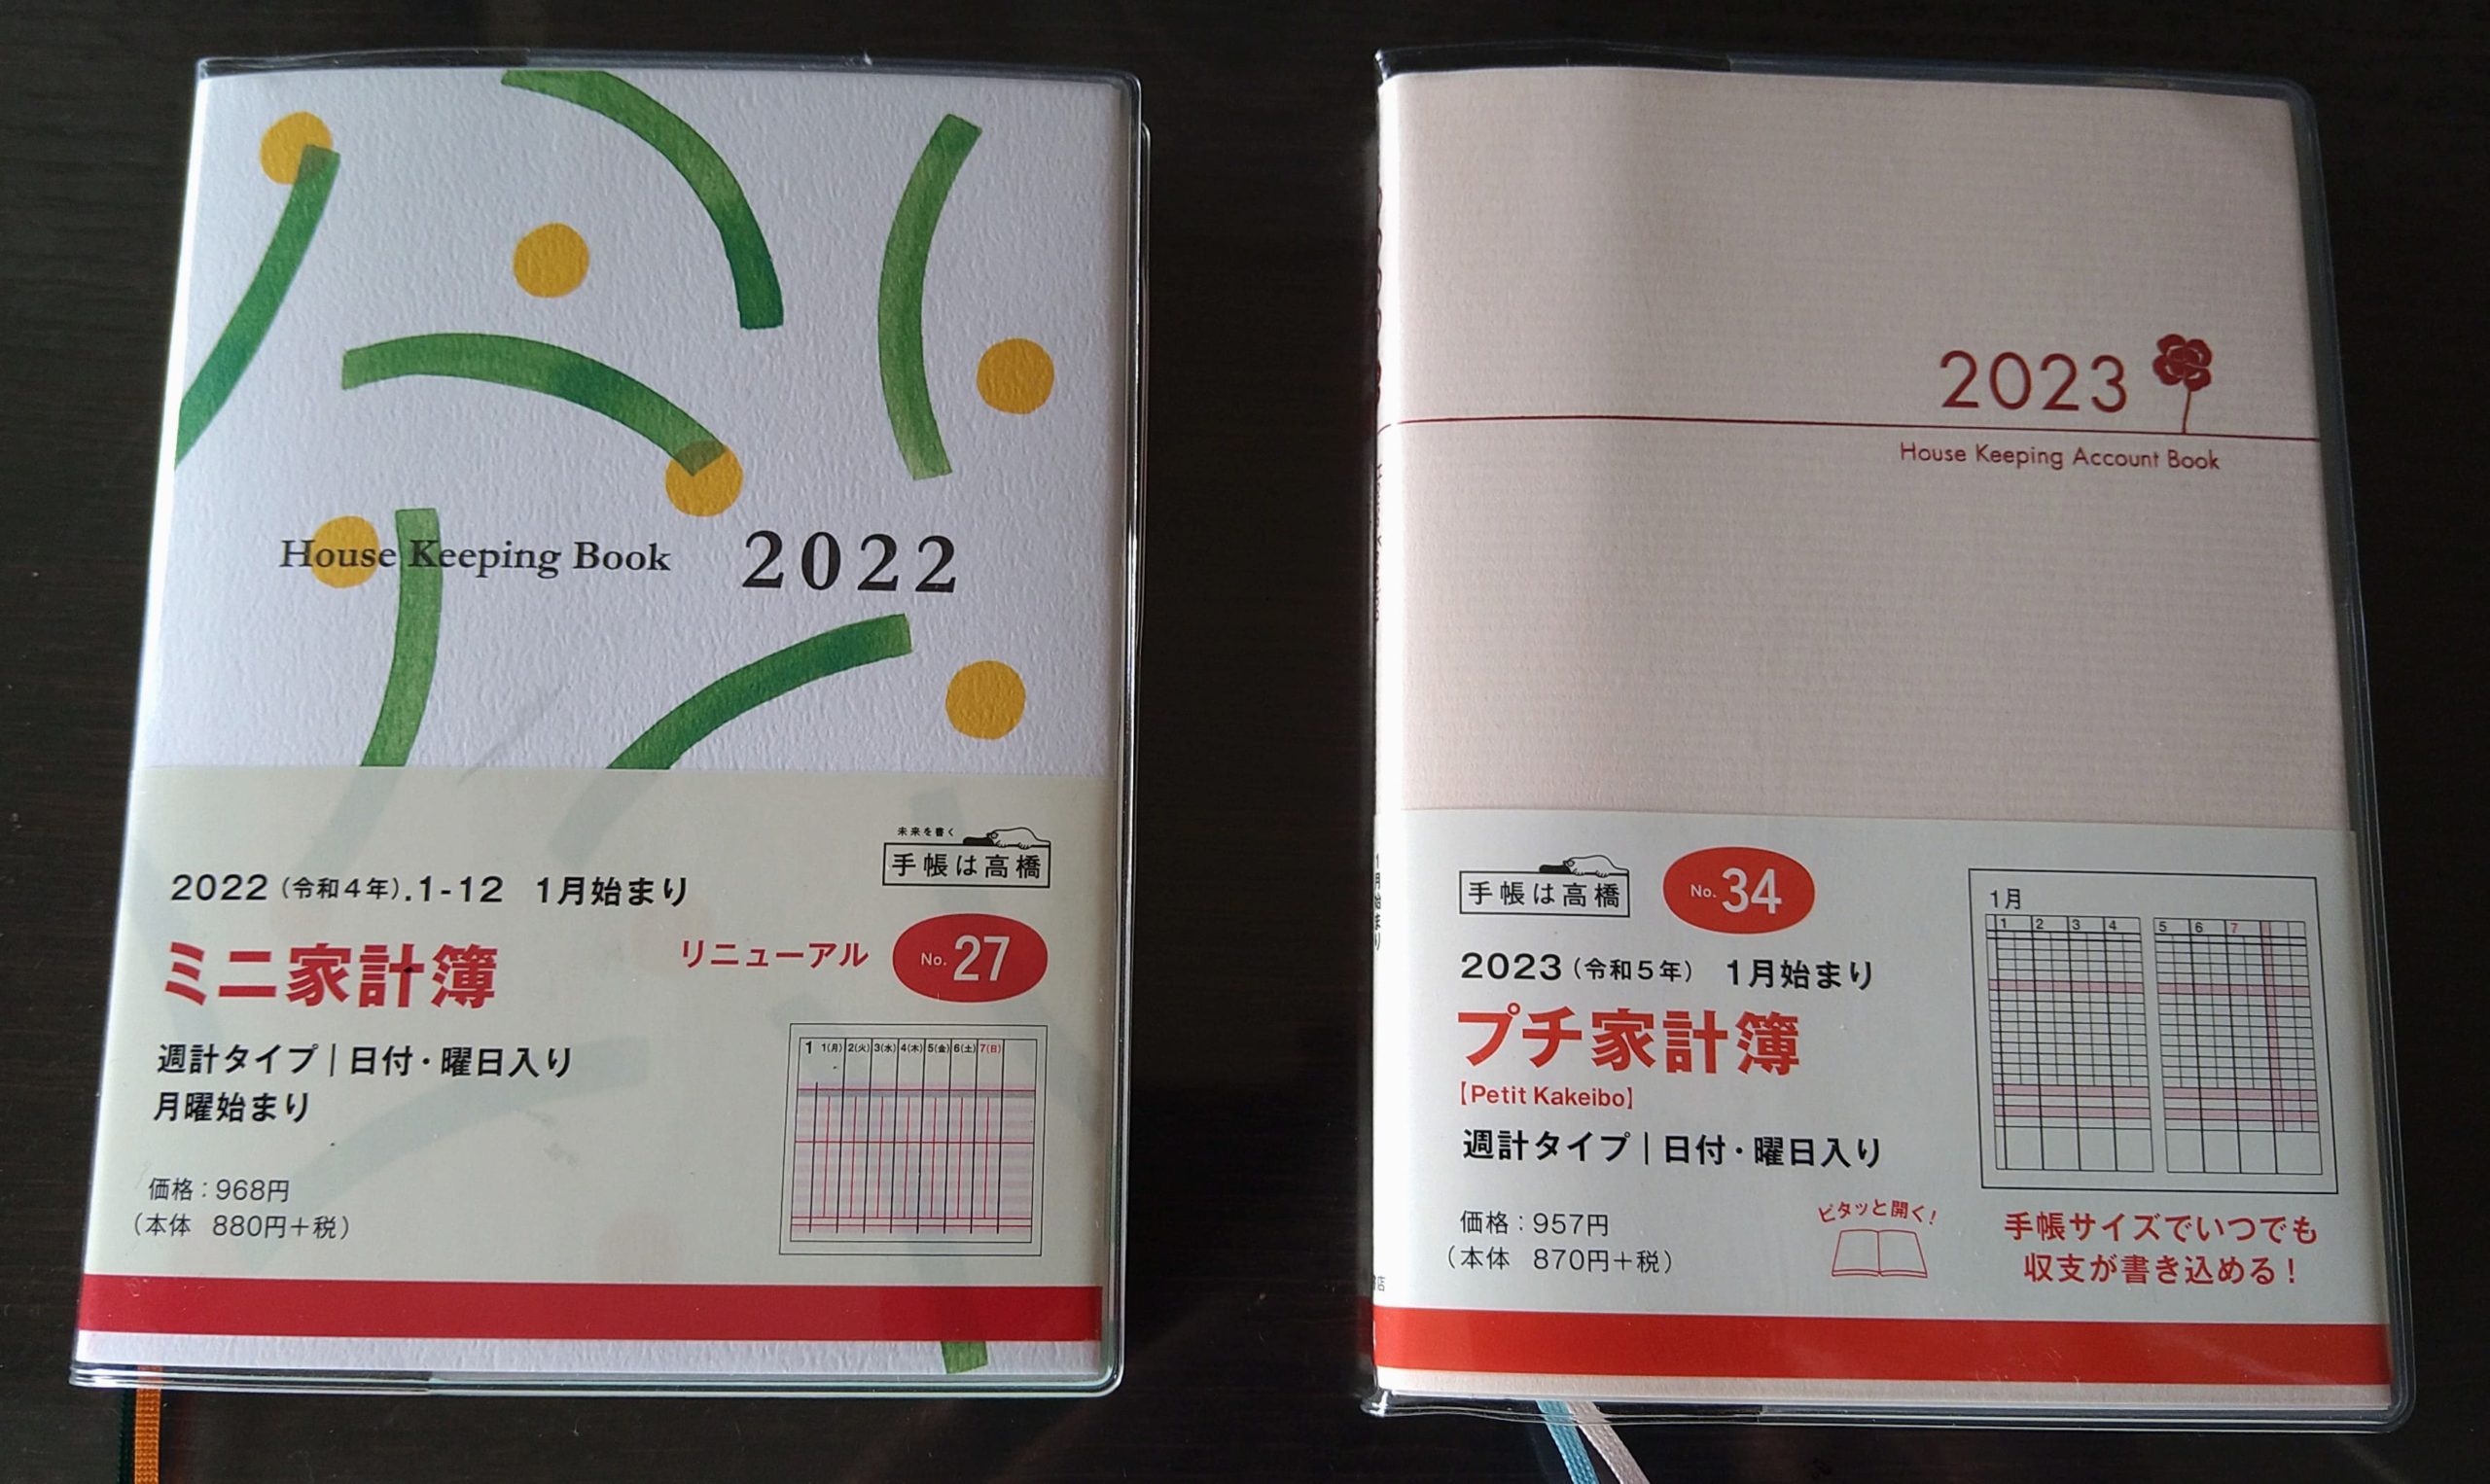 House Keeping Book 2022
未来を書く
手帳は高橋
2022（令和4年）.1-12 1月始まり
ミニ家計簿
リニューアル
No.27
週計タイプ｜日付・曜日入り
月曜始まり
価格：968円
（本体 880円＋税）
1 1(月) 2(火) 3(水) 4(木) 5(金) 6(土) 7(日)
2023
House Keeping Account Book
手帳は高橋
No.34
2023（令和5年） 1月始まり
プチ家計簿
【Petit Kakeibo】
週計タイプ｜日付・曜日入り
価格：957円
（本体 870円＋税）
ピタッと開く！
1月
1 2 3 4 5 6 7
手帳サイズでいつでも
収支が書き込める！
1月始まり